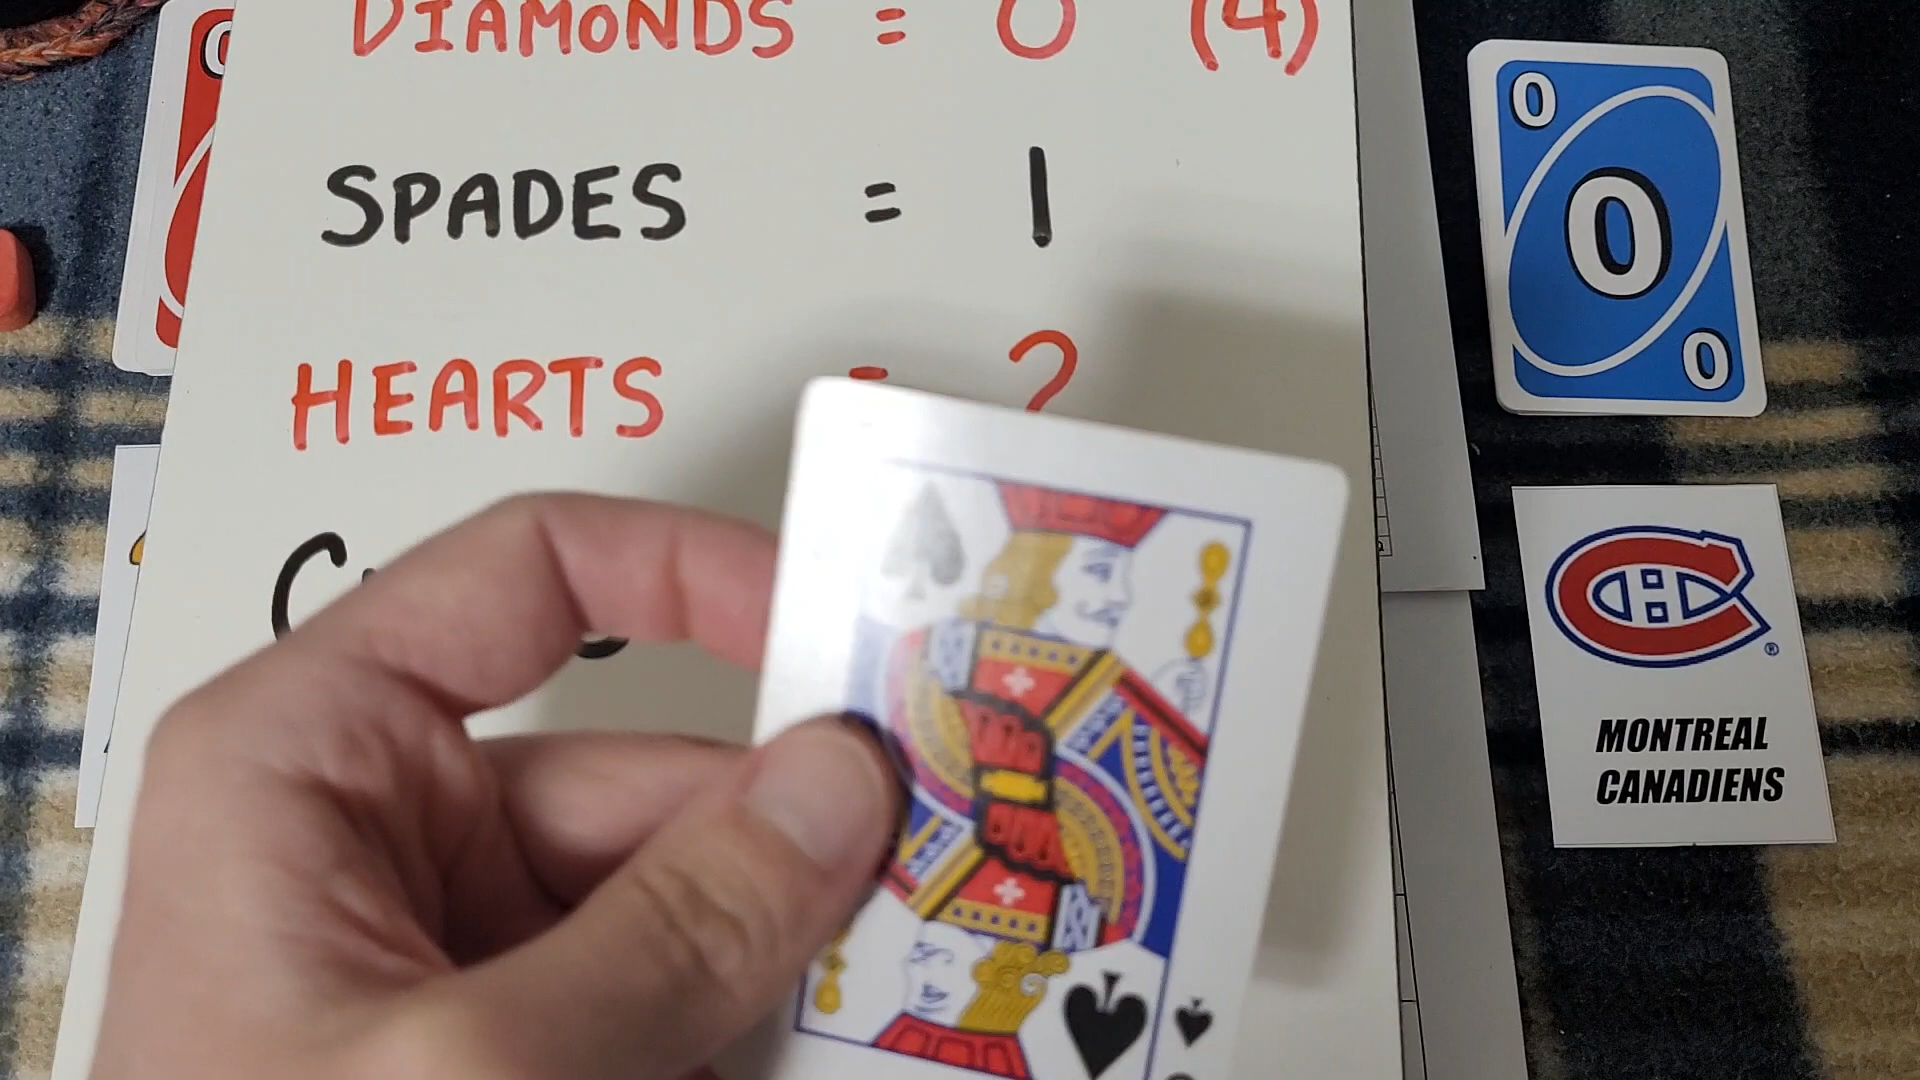 DIAMONDS = 0 (4)
SPADES = 1
HEARTS = 2
0
0
0
MONTREAL
CANADIENS